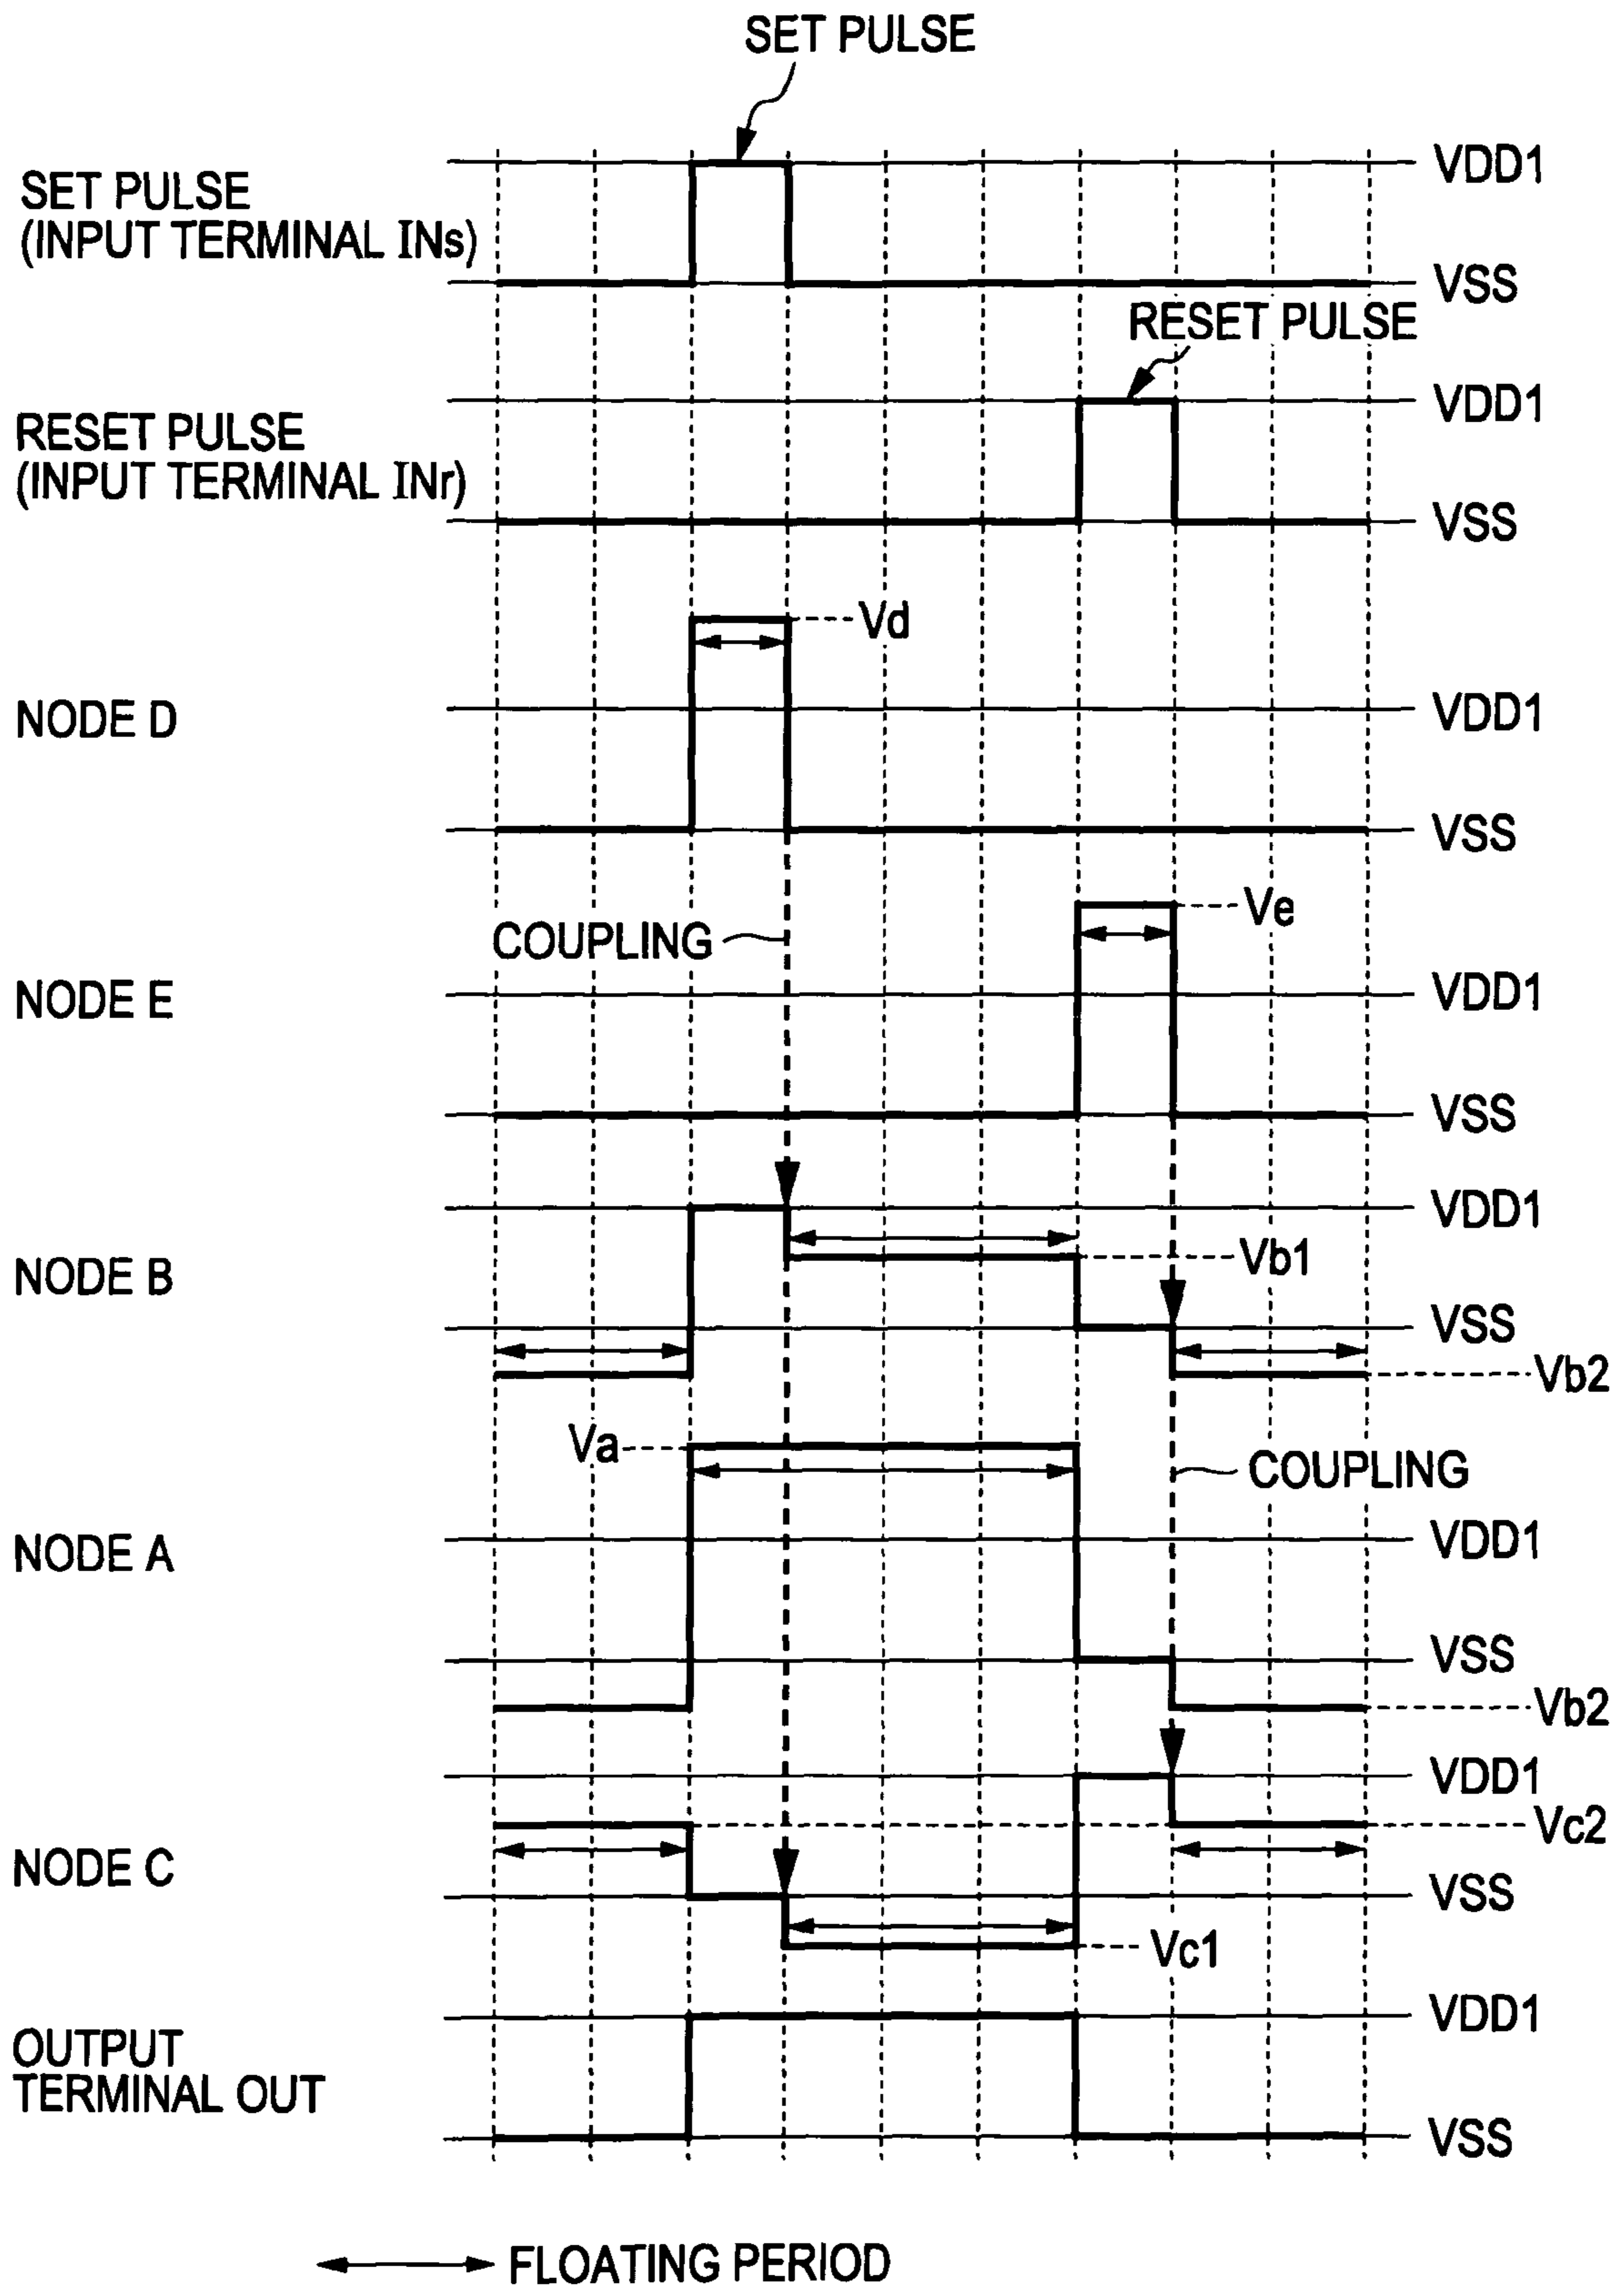 SET PULSE
VDD1
SET PULSE
(INPUT TERMINAL INs)
VSS
RESET PULSE
VDD1
RESET PULSE
(INPUT TERMINAL INr)
VSS
Vd
NODE D
VDD1
VSS
Ve
COUPLING
NODE E
VDD1
VSS
VDD1
Vb1
NODE B
VSS
Vb2
Va
COUPLING
NODE A
VDD1
VSS
Vb2
VDD1
Vc2
NODE C
VSS
Vc1
VDD1
OUTPUT
TERMINAL OUT
VSS
FLOATING PERIOD